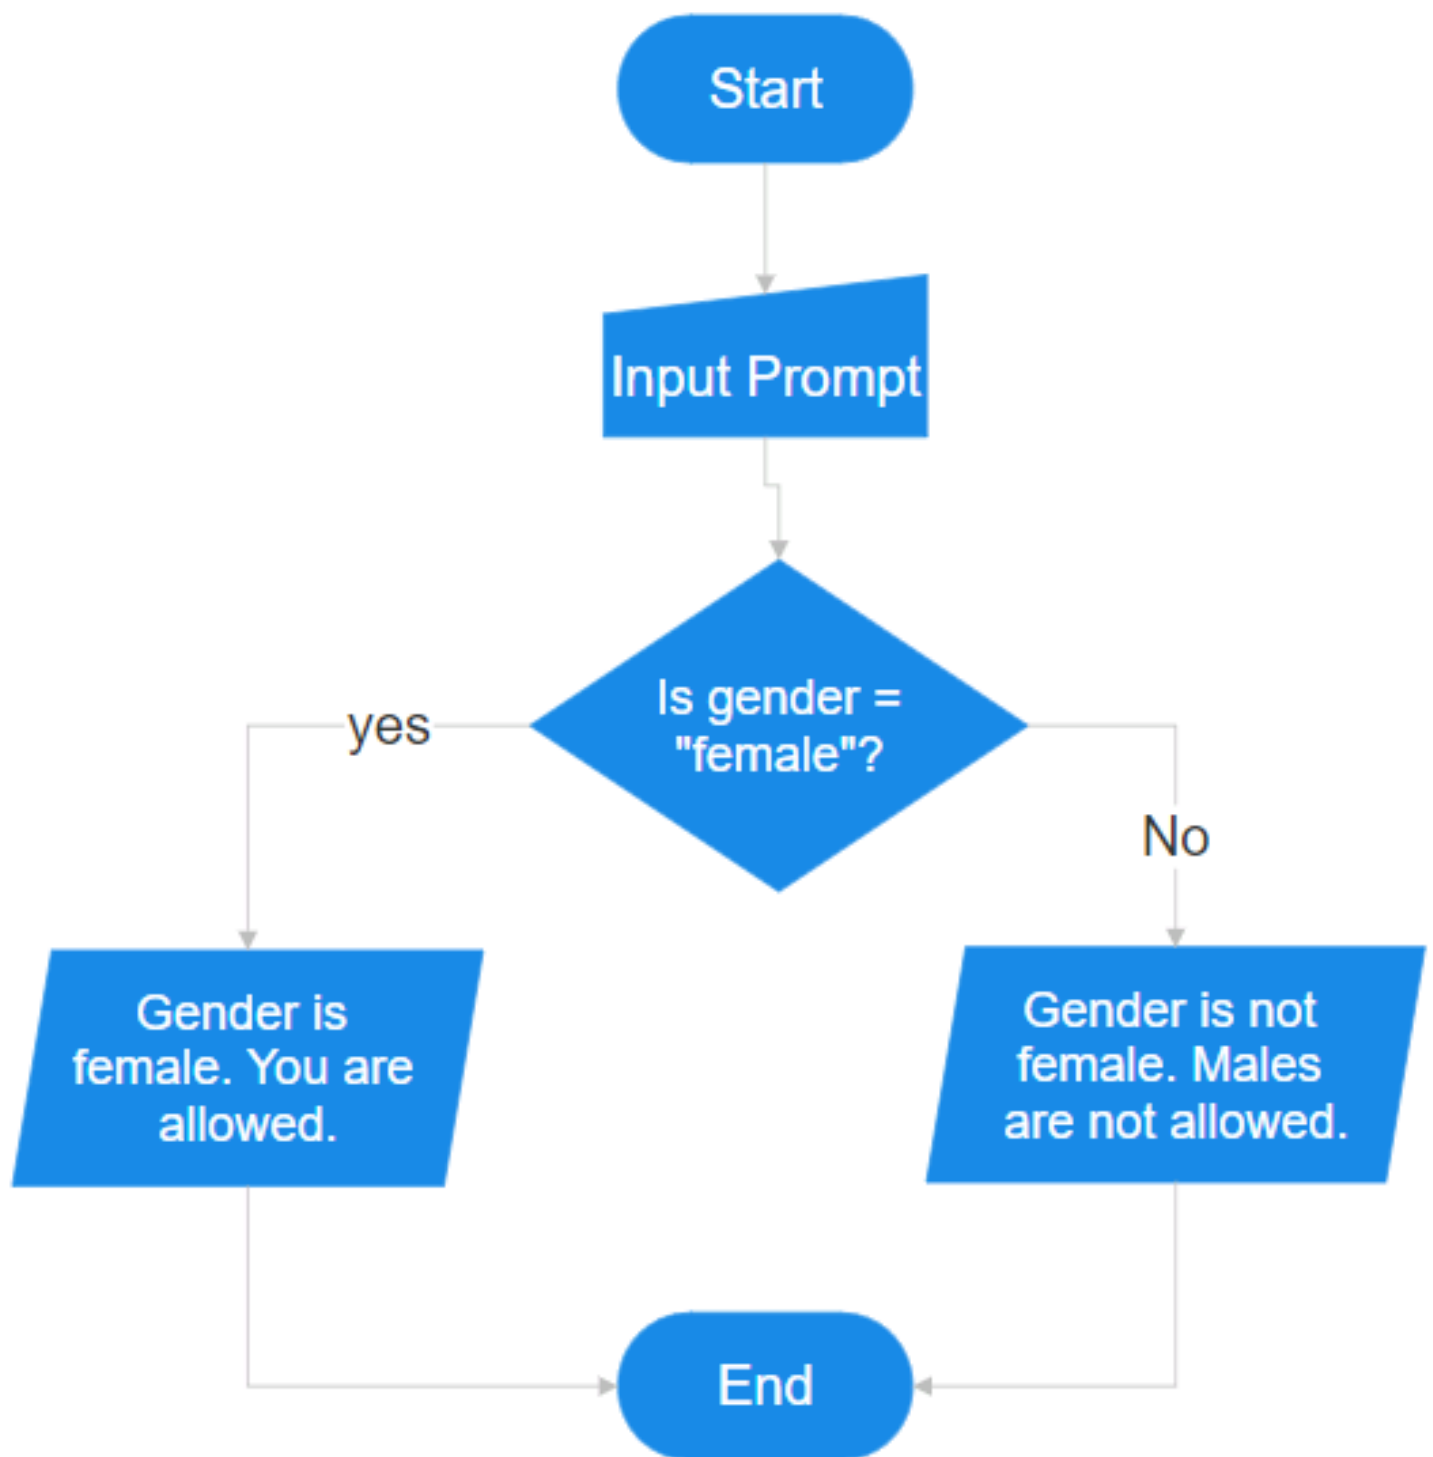 Start
Input Prompt
Is gender =
"female"?
yes
No
Gender is
female. You are
allowed.
Gender is not
female. Males
are not allowed.
End